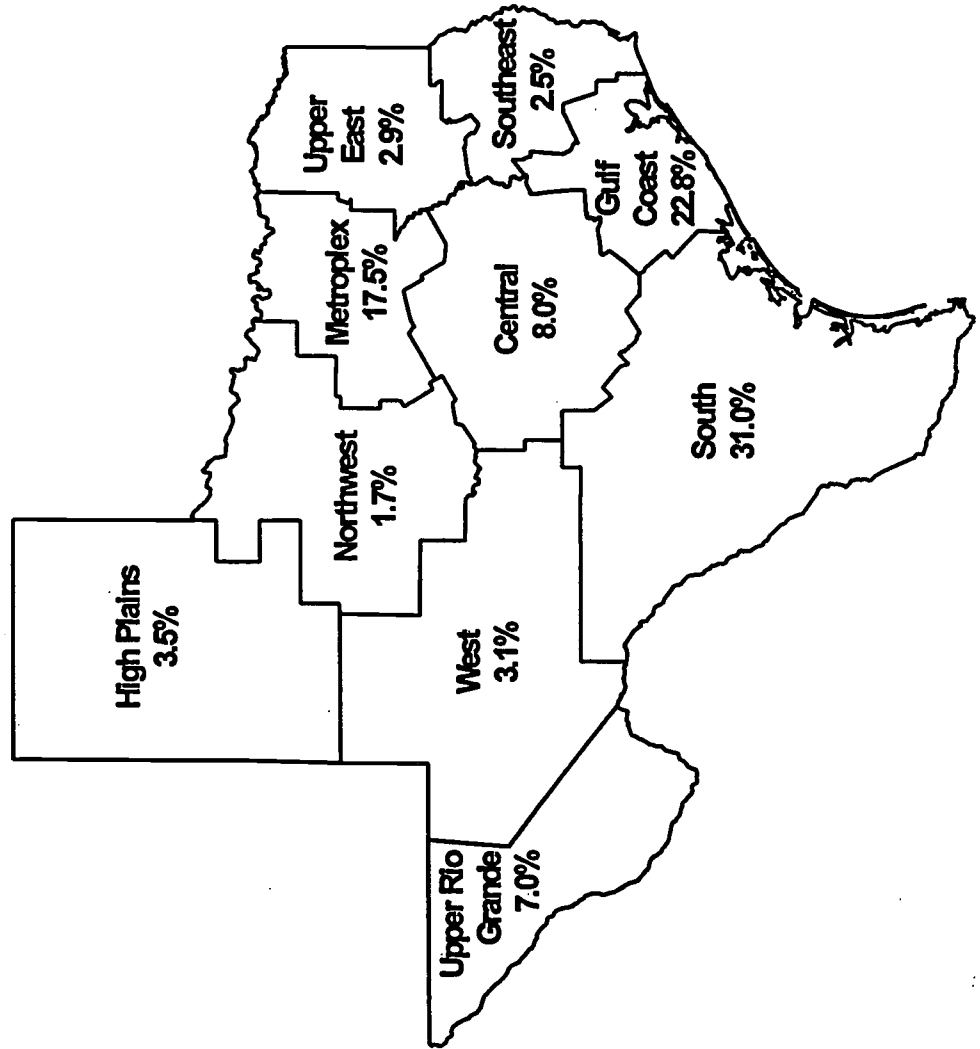 High Plains
3.5%
Northwest
1.7%
Metroplex
17.5%
Upper
East
2.9%
Southeast
2.5%
Gulf
Coast
22.8%
Central
8.0%
South
31.0%
West
3.1%
Upper Rio
Grande
7.0%